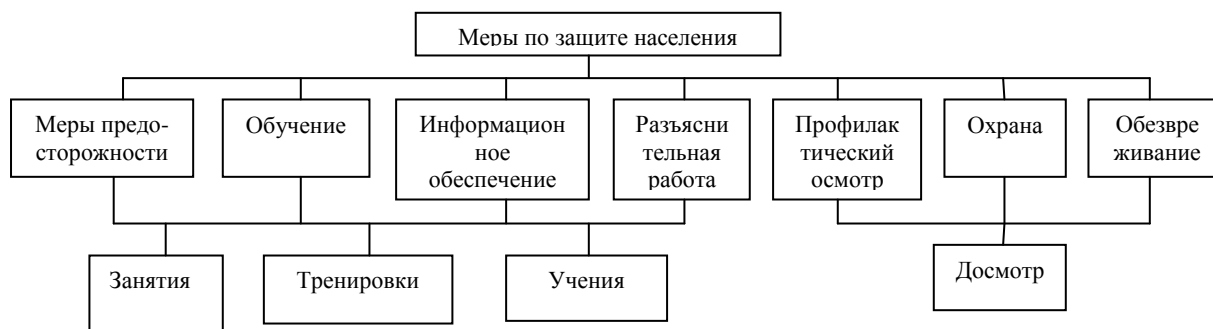 Меры по защите населения
Меры предо-
сторожности
Обучение
Информацион
ное
обеспечение
Разъясни
тельная
работа
Профилак
тический
осмотр
Охрана
Обезвре
живание
Занятия
Тренировки
Учения
Досмотр